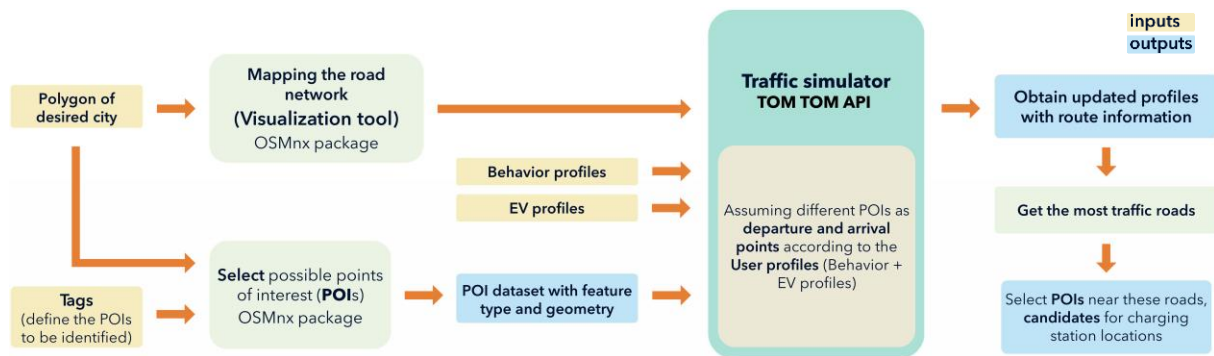 inputs
outputs
Polygon of
desired city
Mapping the road
network
(Visualization tool)
OSMnx package
Behavior profiles
EV profiles
Tags
(define the POIs
to be identified)
Select possible points
of interest (POIs)
OSMnx package
POI dataset with feature
type and geometry
Traffic simulator
TOM TOM API
Assuming different POIs as
departure and arrival
points according to the
User profiles (Behavior +
EV profiles)
Obtain updated profiles
with route information
Get the most traffic roads
Select POIs near these roads,
candidates for charging
station locations